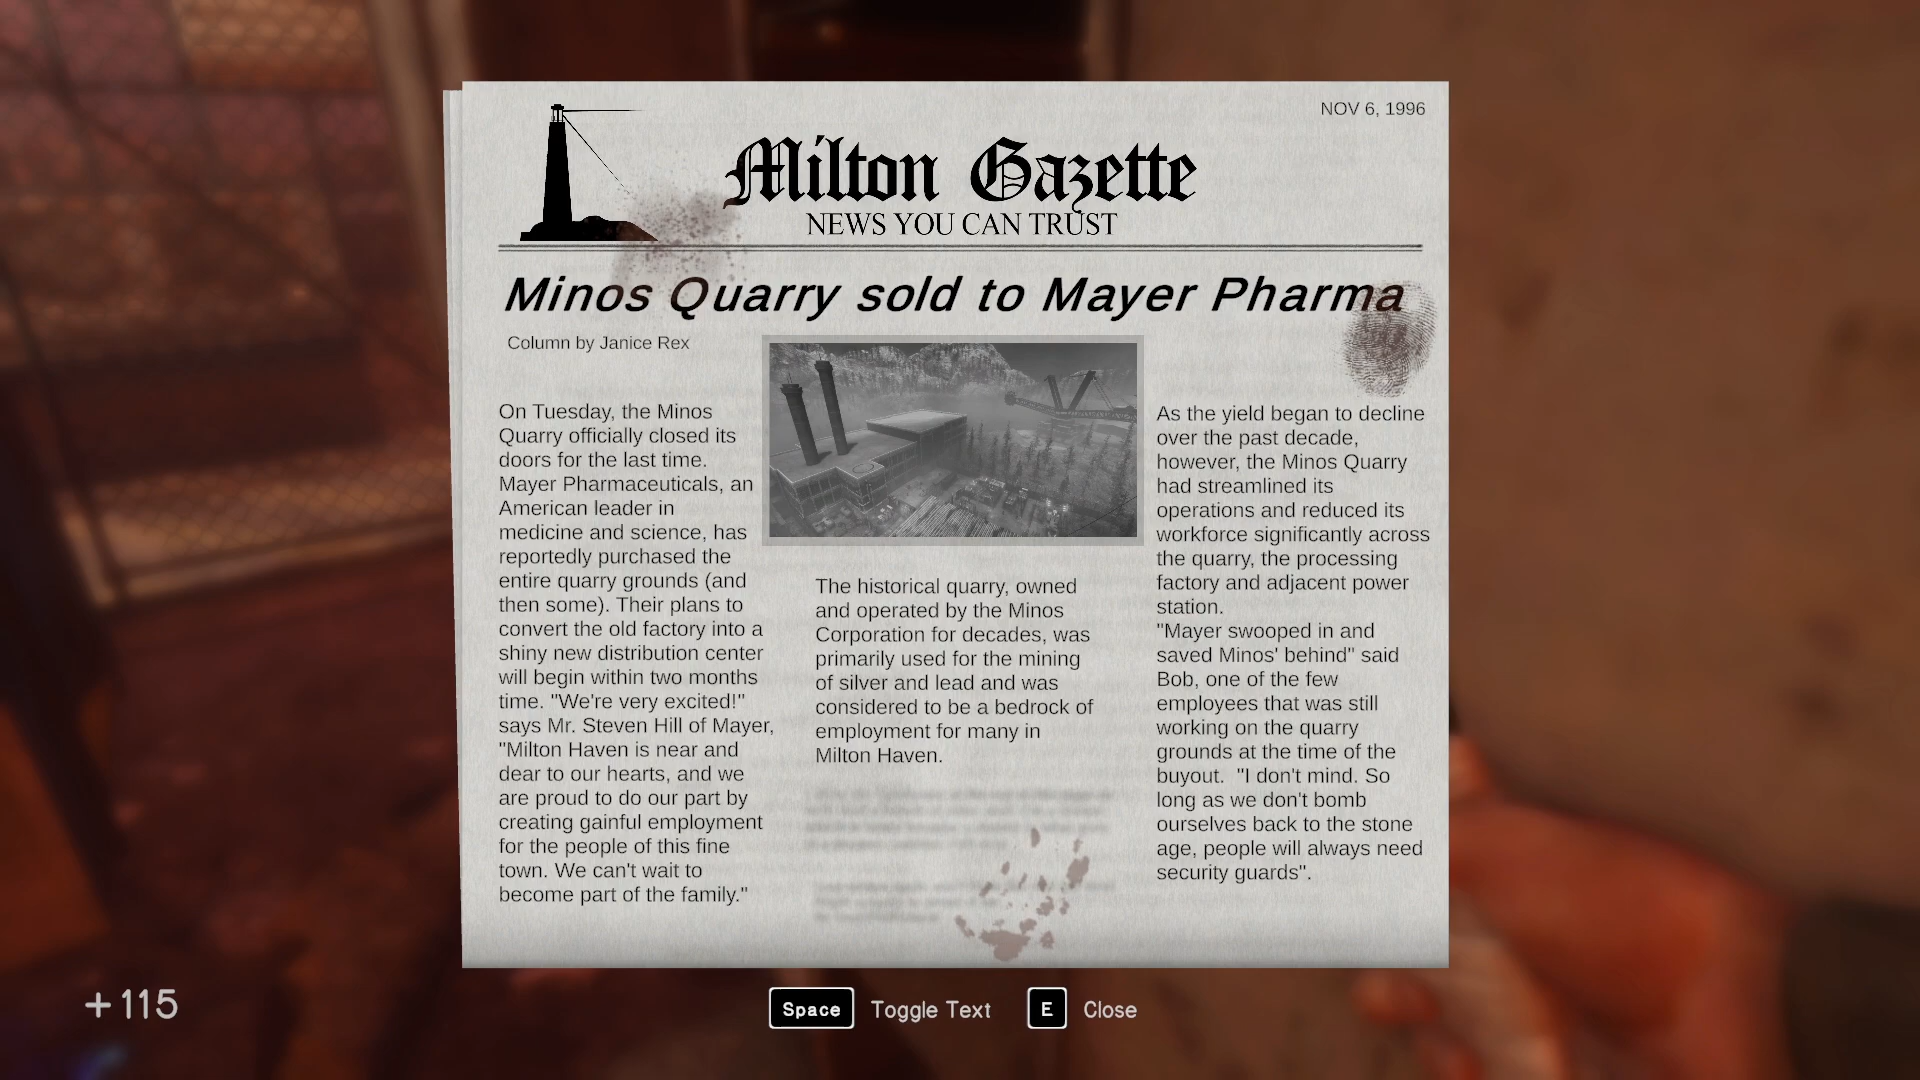 NOV 6, 1996
Milton Gazette
NEWS YOU CAN TRUST
Minos Quarry sold to Mayer Pharma
Column by Janice Rex
On Tuesday, the Minos
Quarry officially closed its
doors for the last time.
Mayer Pharmaceuticals, an
American leader in
medicine and science, has
reportedly purchased the
entire quarry grounds (and
then some). Their plans to
convert the old factory into a
shiny new distribution center
will begin within two months
time. "We're very excited!"
says Mr. Steven Hill of Mayer,
"Milton Haven is near and
dear to our hearts, and we
are proud to do our part by
creating gainful employment
for the people of this fine
town. We can't wait to
become part of the family."
The historical quarry, owned
and operated by the Minos
Corporation for decades, was
primarily used for the mining
of silver and lead and was
considered to be a bedrock of
employment for many in
Milton Haven.
As the yield began to decline
over the past decade,
however, the Minos Quarry
had streamlined its
operations and reduced its
workforce significantly across
the quarry, the processing
factory and adjacent power
station.
"Mayer swooped in and
saved Minos' behind" said
Bob, one of the few
employees that was still
working on the quarry
grounds at the time of the
buyout.  "I don't mind. So
long as we don't bomb
ourselves back to the stone
age, people will always need
security guards".
+115
Space Toggle Text E Close